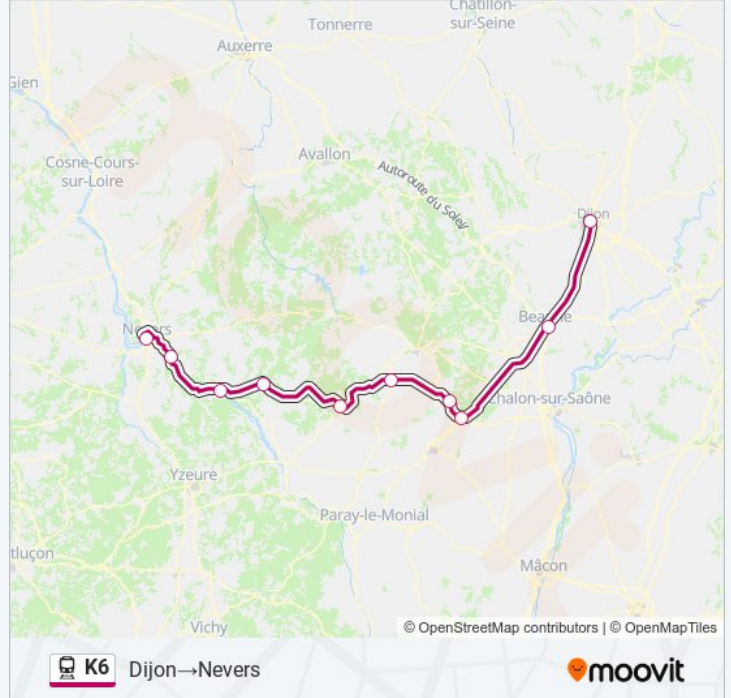 Châtillon-
sur-Seine
Tonnerre
Auxerre
Gien
Avallon
Autoroute du Soleil
Cosne-Cours-
sur-Loire
Dijon
Nevers
Beaune
Chalon-sur-Saône
Yzeure
Paray-le-Monial
tluçon
Mâcon
Vichy
© OpenStreetMap contributors | © OpenMapTiles
K6 Dijon→Nevers moovit